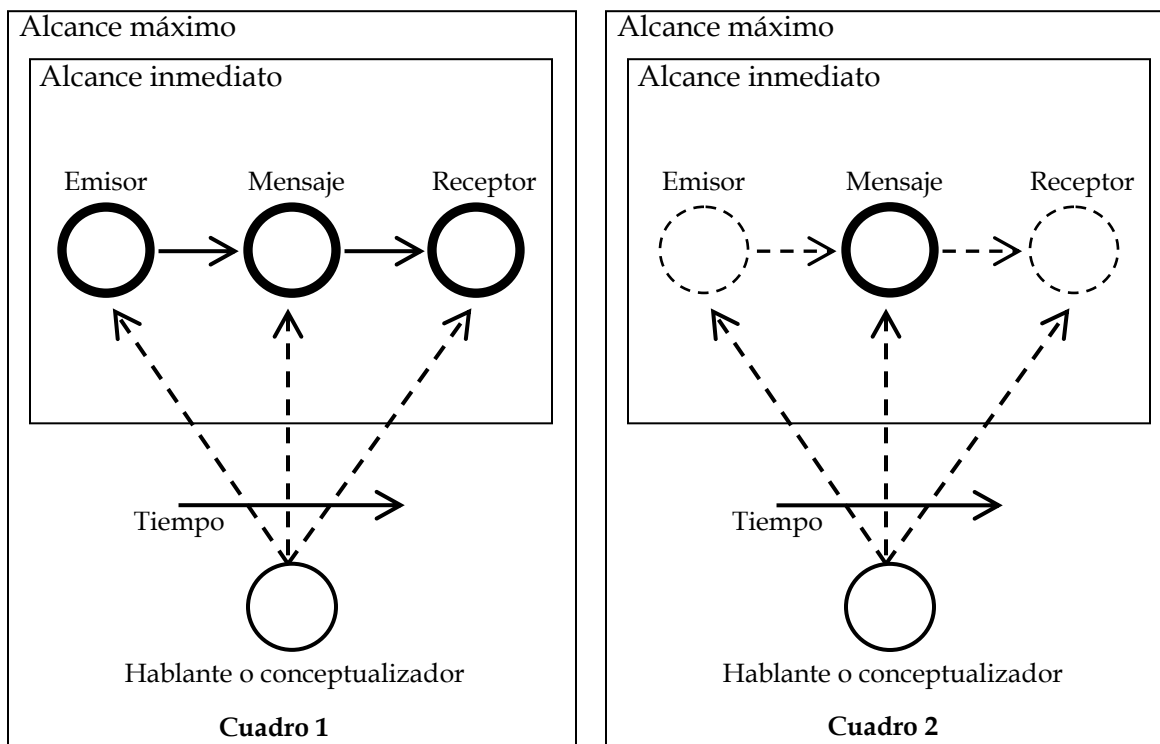 Alcance máximo
Alcance inmediato
Emisor Mensaje Receptor
Tiempo
Hablante o conceptualizador
Cuadro 1
Alcance máximo
Alcance inmediato
Emisor Mensaje Receptor
Tiempo
Hablante o conceptualizador
Cuadro 2